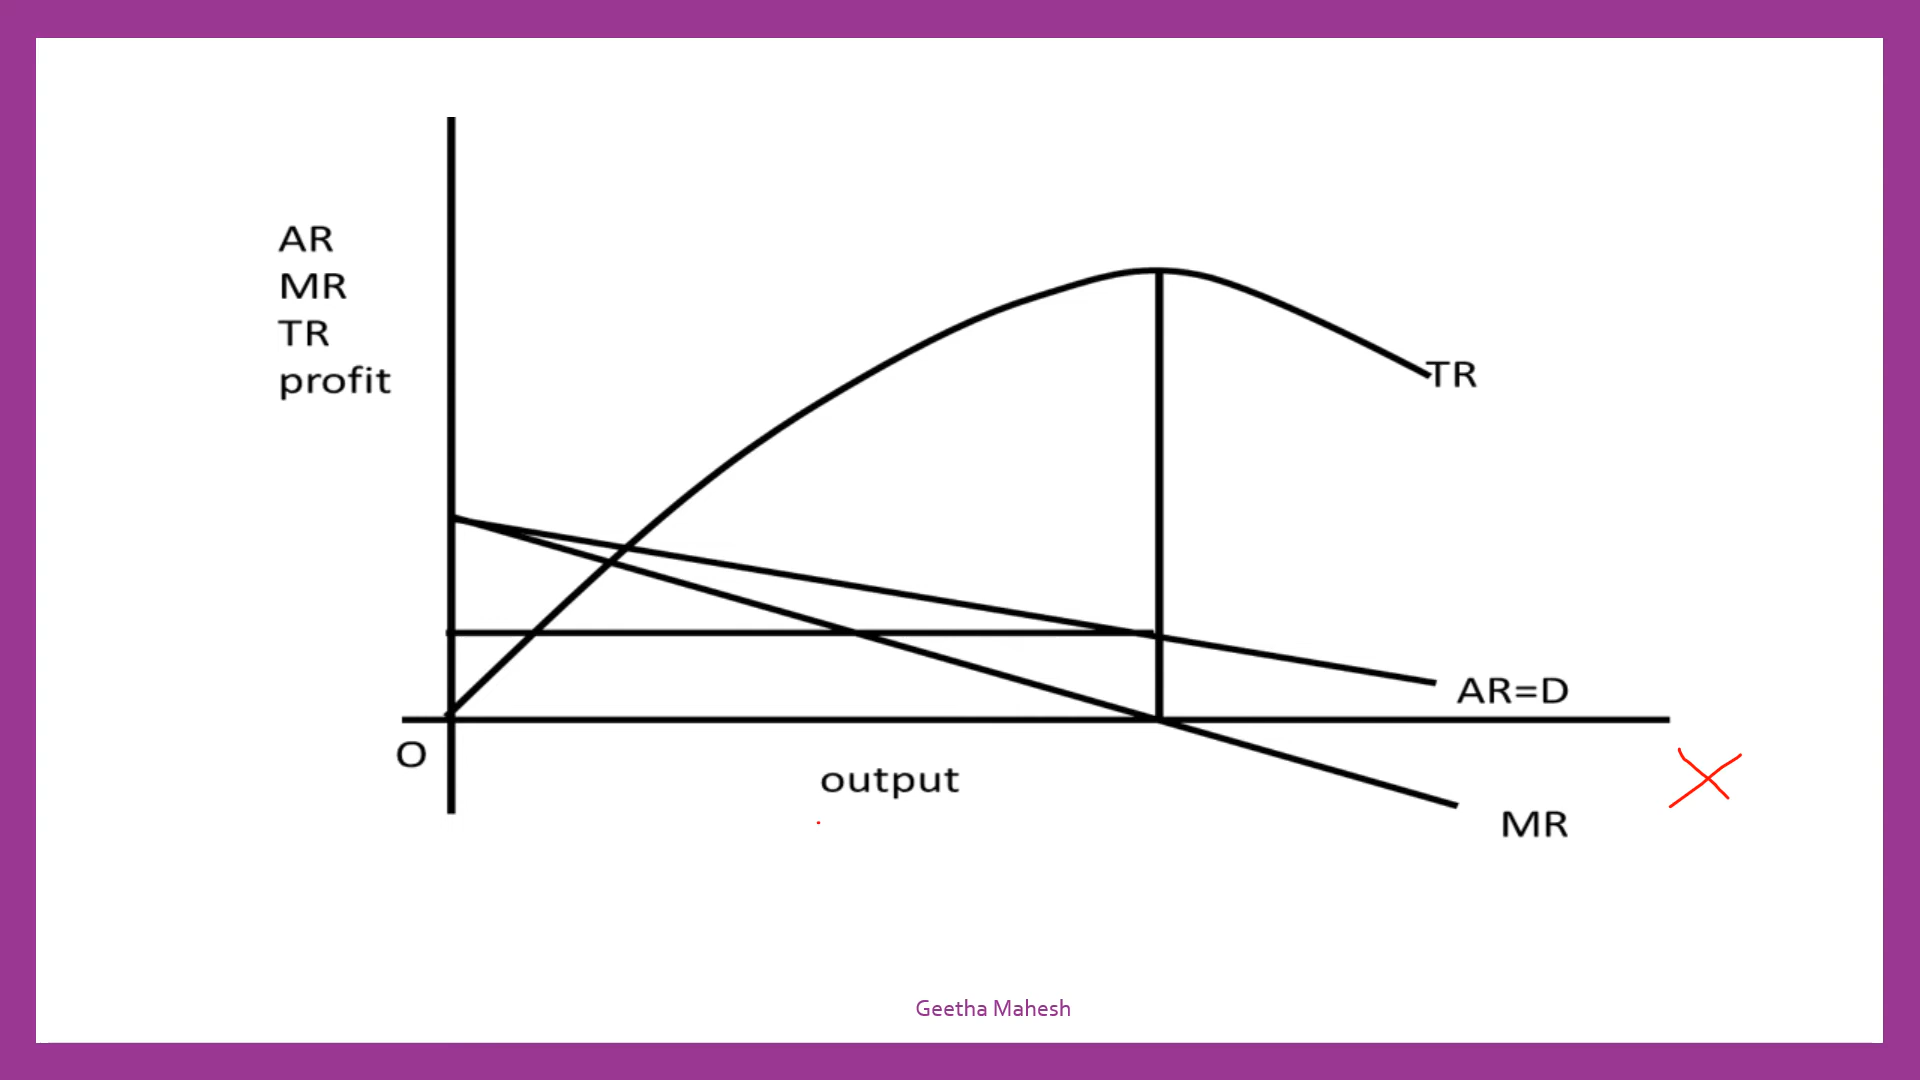 AR
MR
TR
profit
TR
AR=D
O
output
X
MR
Geetha Mahesh